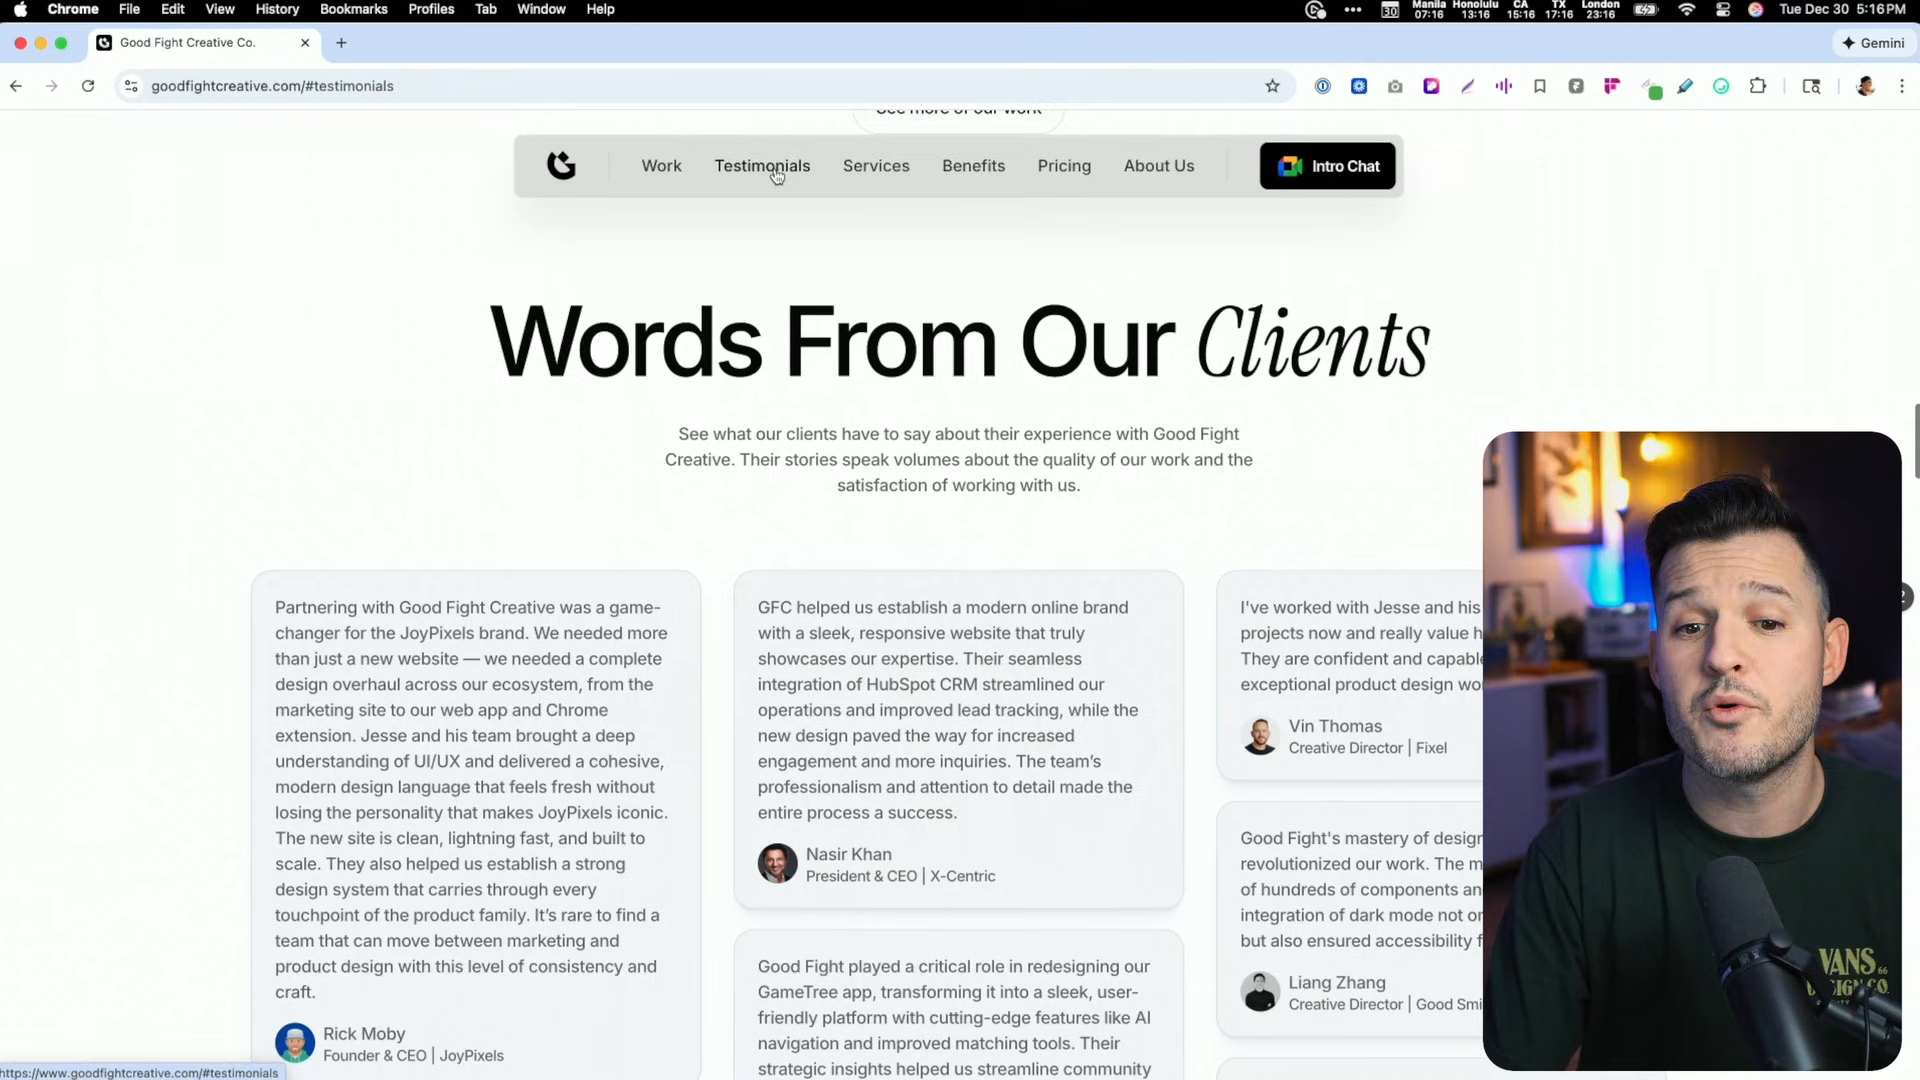 Chrome File Edit View History Bookmarks Profiles Tab Window Help
30 Manila 07:16 Honolulu 13:16 CA 15:16 TX 17:16 London 23:16 Tue Dec 30 5:16 PM
Good Fight Creative Co.
Gemini
goodfightcreative.com/#testimonials
See more of our work
Work Testimonials Services Benefits Pricing About Us Intro Chat
Words From Our Clients
See what our clients have to say about their experience with Good Fight
Creative. Their stories speak volumes about the quality of our work and the
satisfaction of working with us.
Partnering with Good Fight Creative was a game-
changer for the JoyPixels brand. We needed more
than just a new website — we needed a complete
design overhaul across our ecosystem, from the
marketing site to our web app and Chrome
extension. Jesse and his team brought a deep
understanding of UI/UX and delivered a cohesive,
modern design language that feels fresh without
losing the personality that makes JoyPixels iconic.
The new site is clean, lightning fast, and built to
scale. They also helped us establish a strong
design system that carries through every
touchpoint of the product family. It's rare to find a
team that can move between marketing and
product design with this level of consistency and
craft.
Rick Moby
Founder & CEO | JoyPixels
GFC helped us establish a modern online brand
with a sleek, responsive website that truly
showcases our expertise. Their seamless
integration of HubSpot CRM streamlined our
operations and improved lead tracking, while the
new design paved the way for increased
engagement and more inquiries. The team's
professionalism and attention to detail made the
entire process a success.
Nasir Khan
President & CEO | X-Centric
Good Fight played a critical role in redesigning our
GameTree app, transforming it into a sleek, user-
friendly platform with cutting-edge features like AI
navigation and improved matching tools. Their
strategic insights helped us streamline community
I've worked with Jesse and his
projects now and really value h
They are confident and capable
exceptional product design wo
Vin Thomas
Creative Director | Fixel
Good Fight's mastery of design
revolutionized our work. The m
of hundreds of components an
integration of dark mode not on
but also ensured accessibility f
Liang Zhang
Creative Director | Good Smi
VANS
66
https://www.goodfightcreative.com/#testimonials